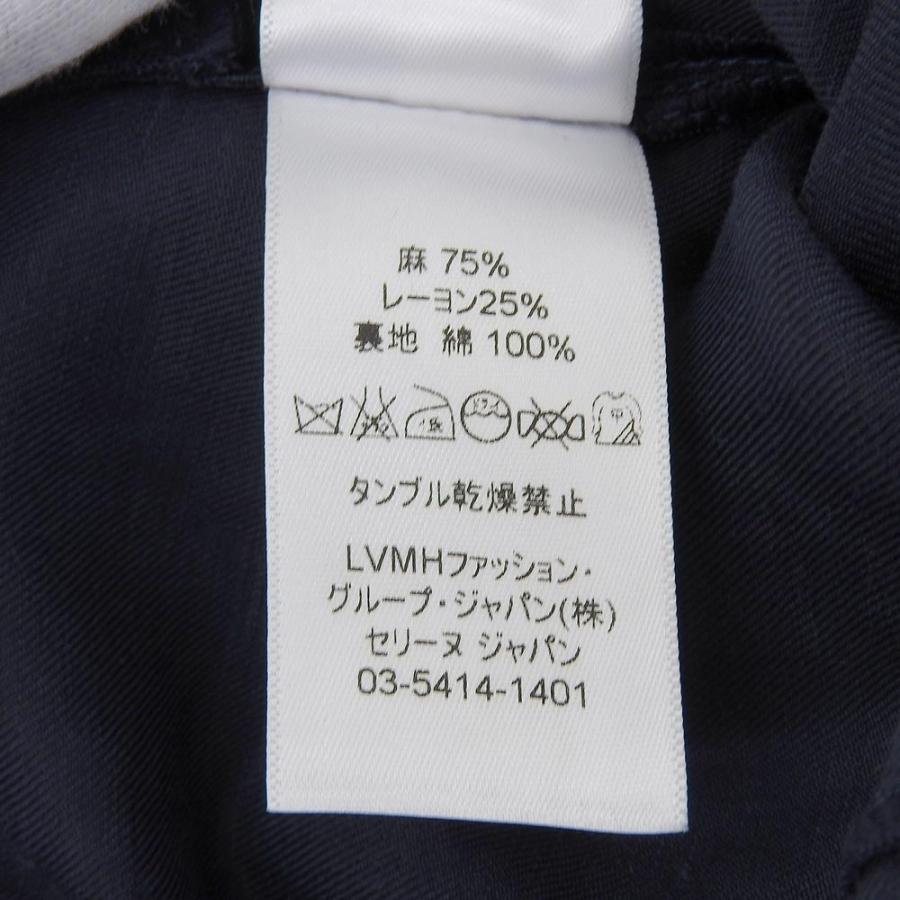 麻 75%
レーヨン25%
裏地 綿 100%
タンブル乾燥禁止
LVMHファッション・
グループ・ジャパン(株)
セリーヌ ジャパン
03-5414-1401